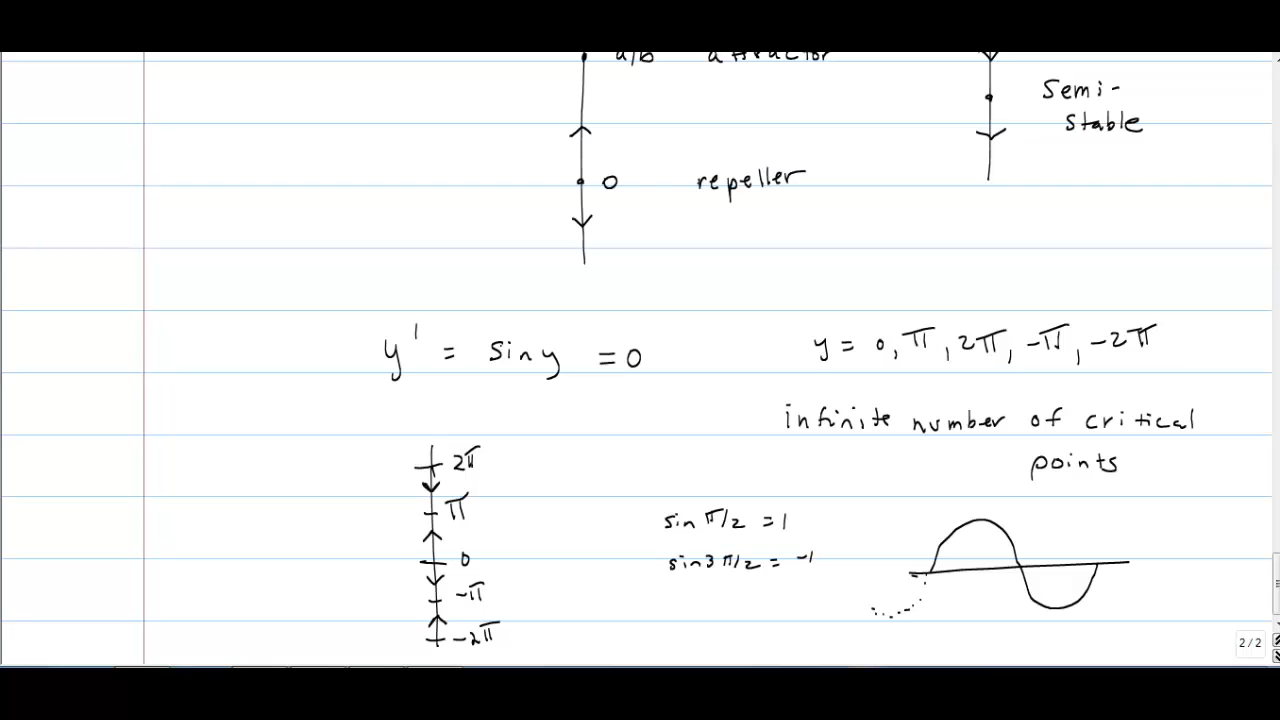 a/b attractor
Semi-
stable
0 repeller
y' = sin y = 0
y = 0, π, 2π, -π, -2π
infinite number of critical
points
2π
π
0
-π
-2π
sin π/2 = 1
sin 3π/2 = -1
2 / 2